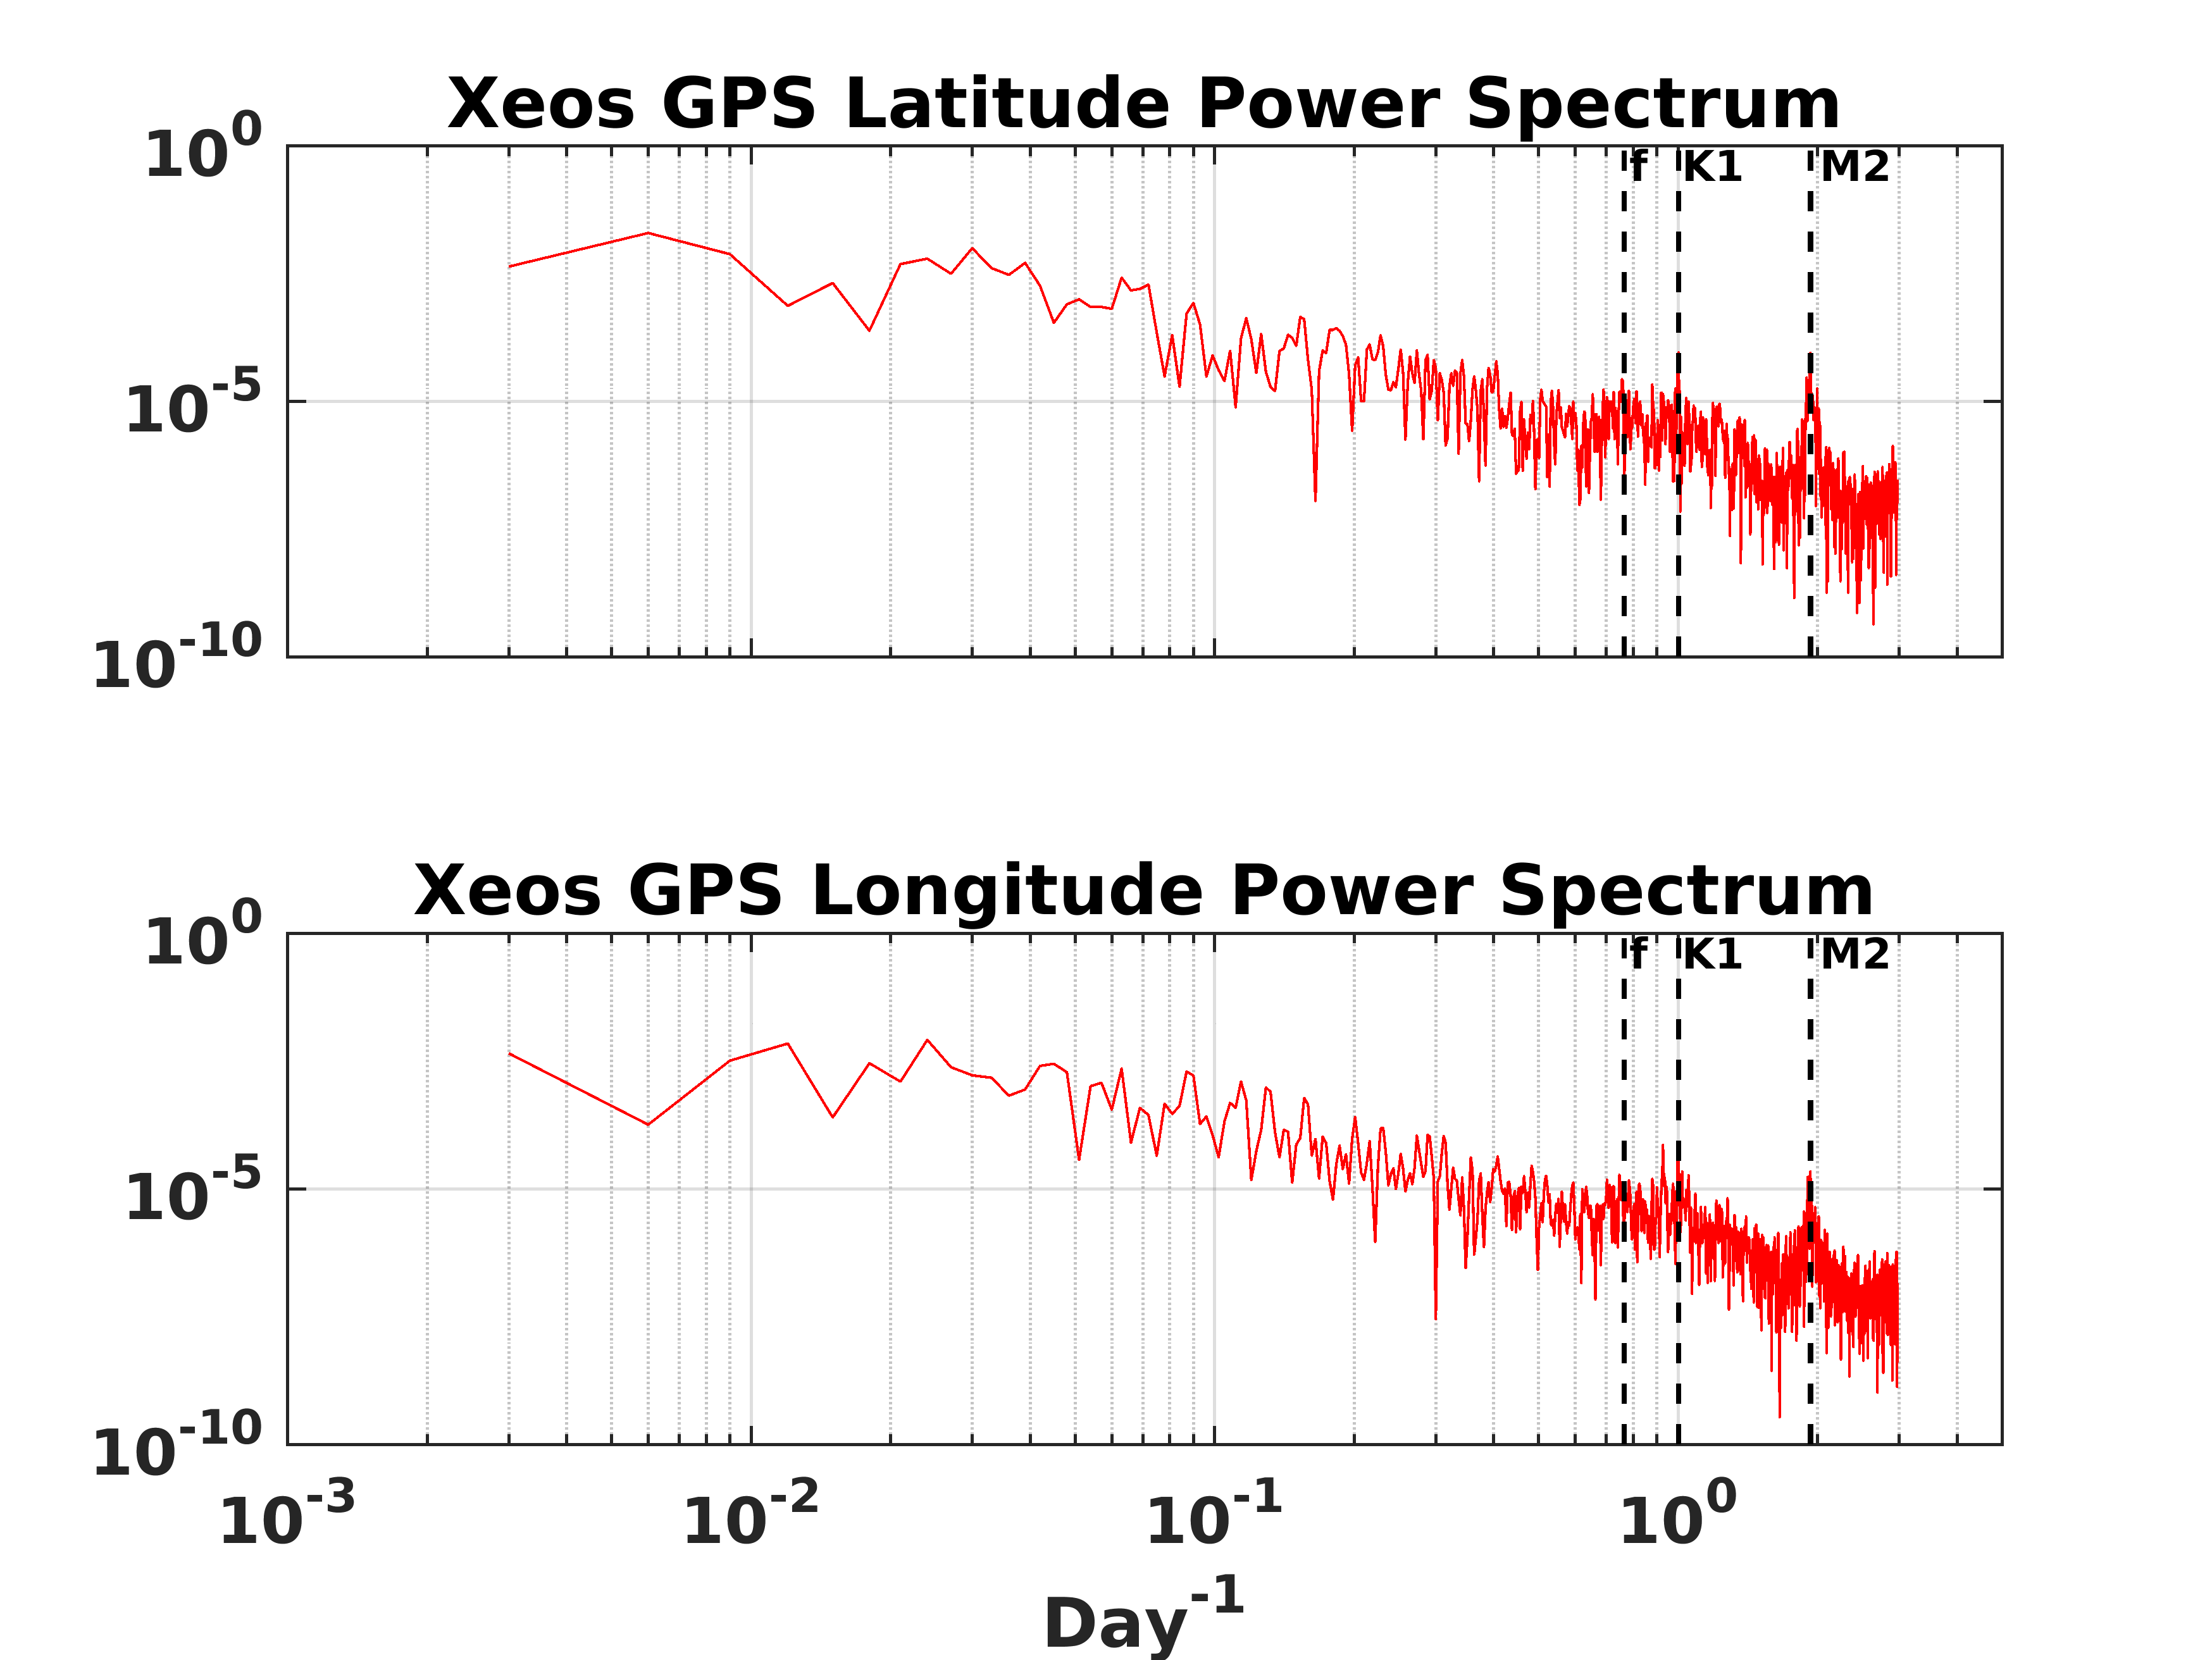 Xeos GPS Latitude Power Spectrum
10^0
f K1 M2
10^-5
10^-10
Xeos GPS Longitude Power Spectrum
10^0
f K1 M2
10^-5
10^-10
10^-3 10^-2 10^-1 10^0
Day^-1